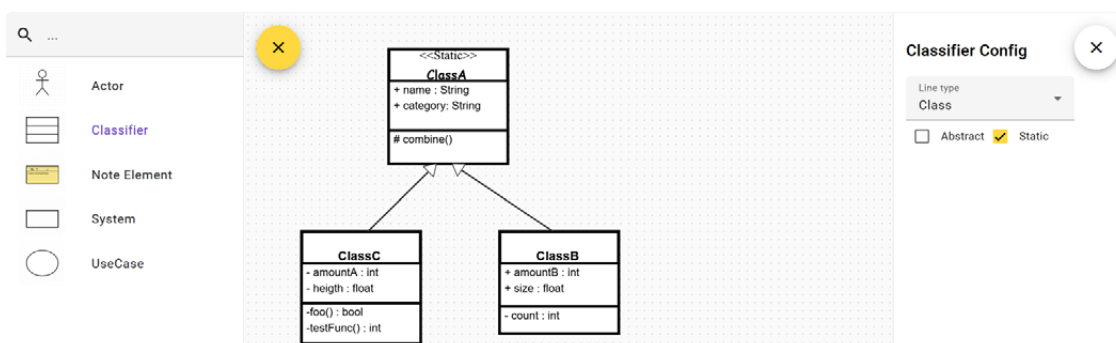 ...
Actor
Classifier
Note Element
System
UseCase
<<Static>>
ClassA
+ name : String
+ category: String
# combine()
ClassC
- amountA : int
- heigth : float
-foo() : bool
-testFunc() : int
ClassB
+ amountB : int
+ size : float
- count : int
Classifier Config
Line type
Class
Abstract
Static